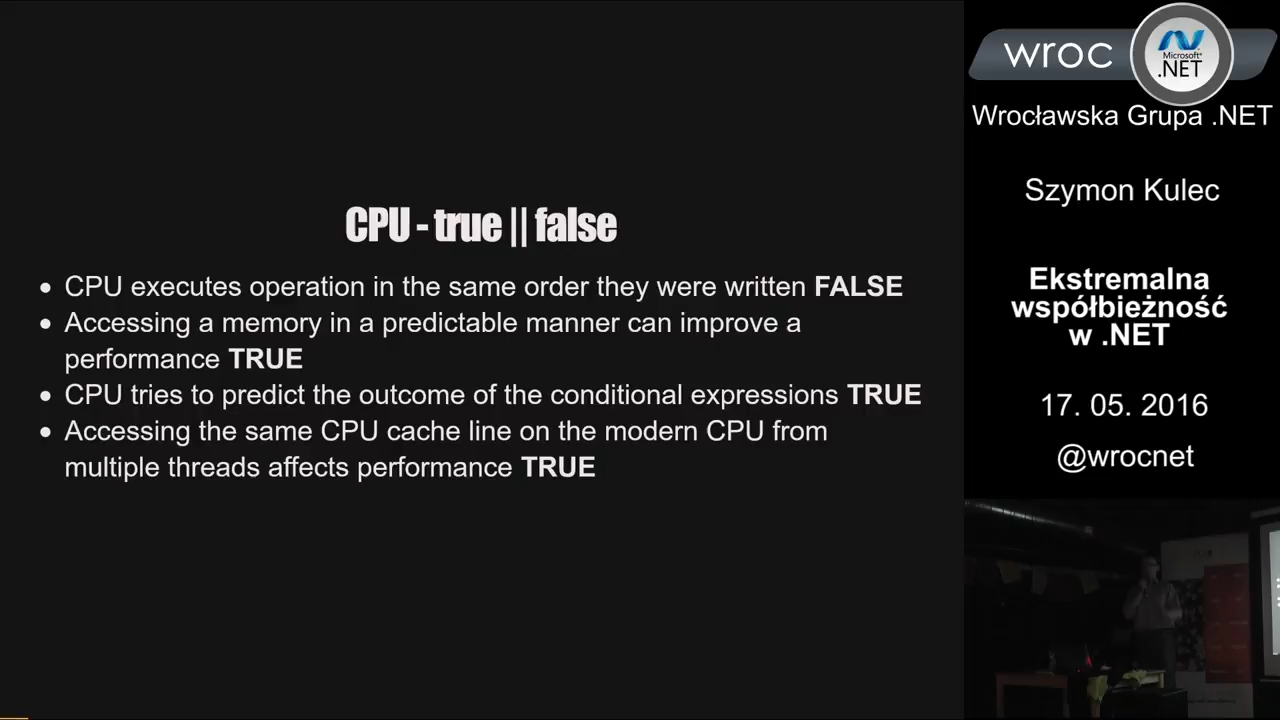 CPU - true || false
CPU executes operation in the same order they were written FALSE
Accessing a memory in a predictable manner can improve a
performance TRUE
CPU tries to predict the outcome of the conditional expressions TRUE
Accessing the same CPU cache line on the modern CPU from
multiple threads affects performance TRUE
wroc
Microsoft
.NET
Wrocławska Grupa .NET
Szymon Kulec
Ekstremalna
współbieżność
w .NET
17. 05. 2016
@wrocnet